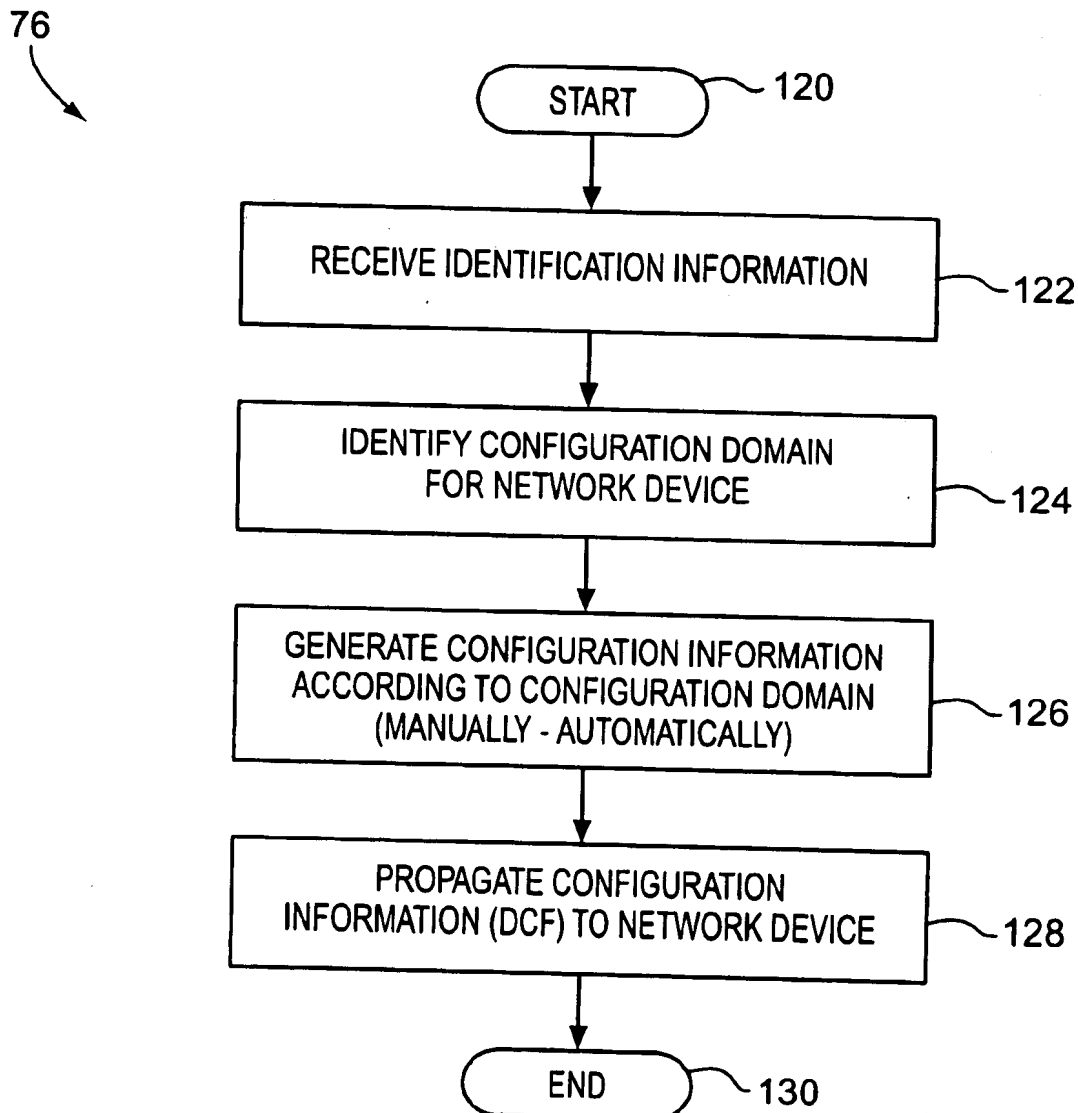 76
START
120
RECEIVE IDENTIFICATION INFORMATION
122
IDENTIFY CONFIGURATION DOMAIN
FOR NETWORK DEVICE
124
GENERATE CONFIGURATION INFORMATION
ACCORDING TO CONFIGURATION DOMAIN
(MANUALLY - AUTOMATICALLY)
126
PROPAGATE CONFIGURATION
INFORMATION (DCF) TO NETWORK DEVICE
128
END
130